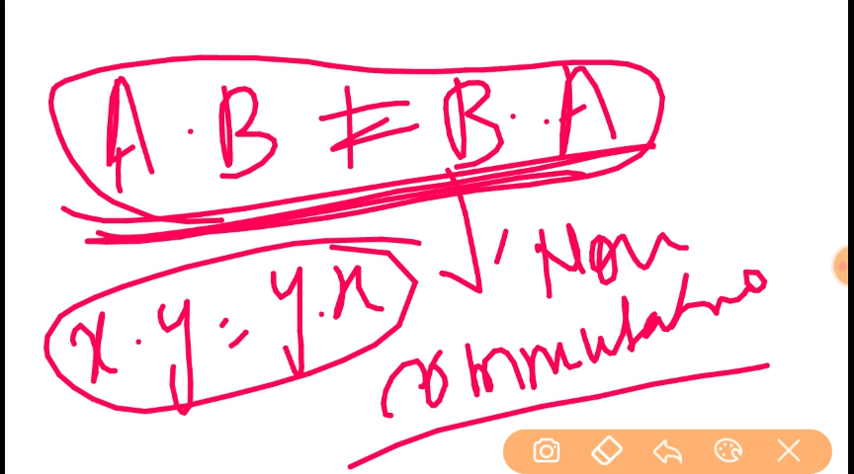 A · B ≠ B · A
x · y = y · x
Non
commutative